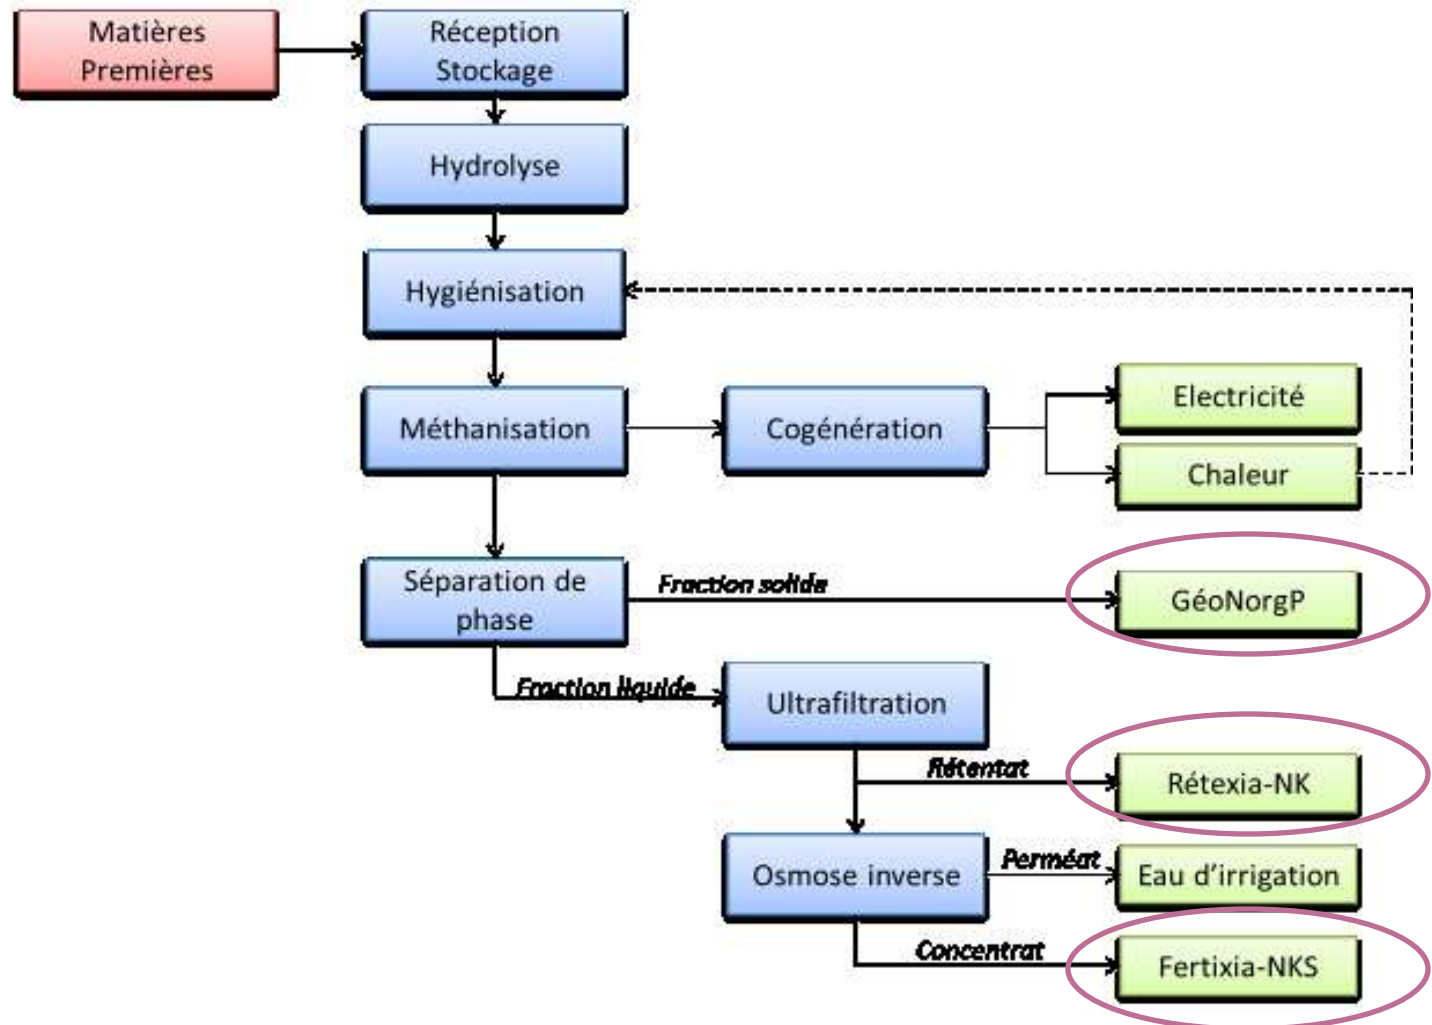 Matières
Premières
Réception
Stockage
Hydrolyse
Hygiénisation
Méthanisation
Cogénération
Electricité
Chaleur
Séparation de
phase
Fraction solide
GéoNorgP
Fraction liquide
Ultrafiltration
Rétentat
Rétexia-NK
Osmose inverse
Perméat
Eau d'irrigation
Concentrat
Fertixia-NKS